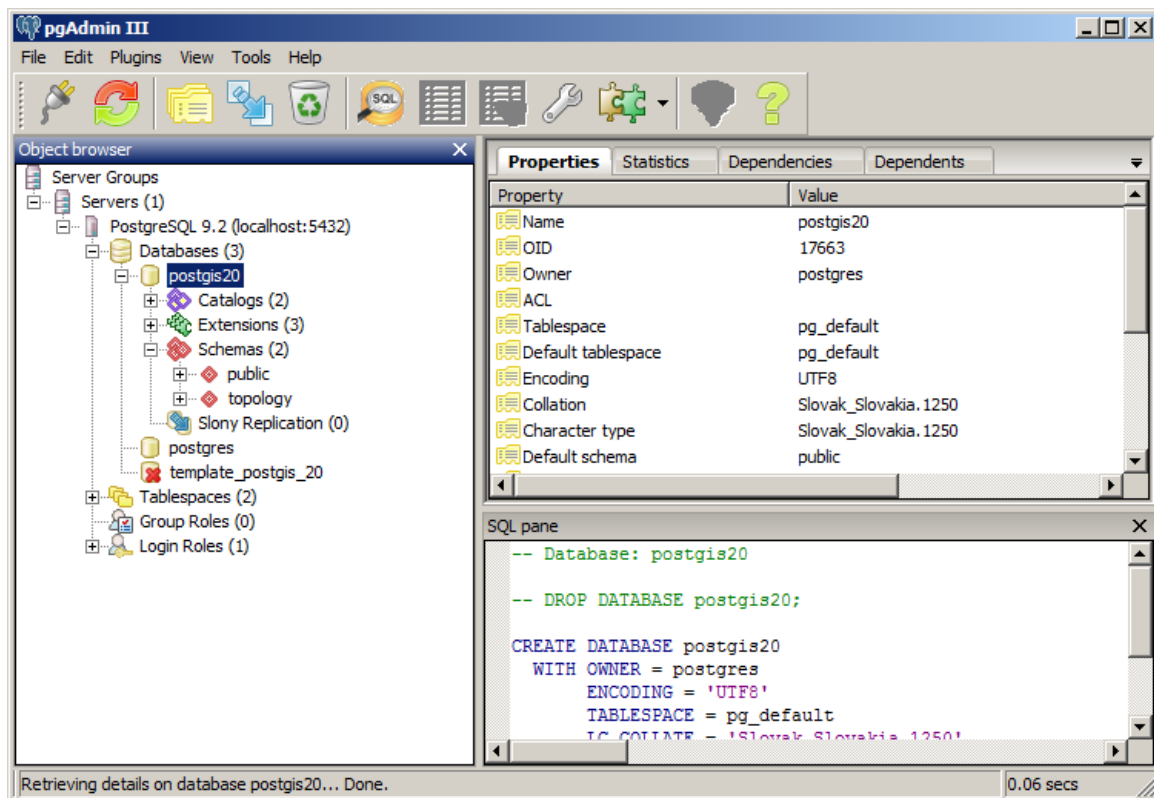 pgAdmin III
File Edit Plugins View Tools Help
SQL
Object browser
Server Groups
Servers (1)
PostgreSQL 9.2 (localhost:5432)
Databases (3)
postgis20
Catalogs (2)
Extensions (3)
Schemas (2)
public
topology
Slony Replication (0)
postgres
template_postgis_20
Tablespaces (2)
Group Roles (0)
Login Roles (1)
Properties Statistics Dependencies Dependents
Property Value
Name postgis20
OID 17663
Owner postgres
ACL
Tablespace pg_default
Default tablespace pg_default
Encoding UTF8
Collation Slovak_Slovakia.1250
Character type Slovak_Slovakia.1250
Default schema public
SQL pane
-- Database: postgis20
-- DROP DATABASE postgis20;
CREATE DATABASE postgis20
WITH OWNER = postgres
ENCODING = 'UTF8'
TABLESPACE = pg_default
LC_COLLATE = 'Slovak_Slovakia.1250'
Retrieving details on database postgis20... Done. 0.06 secs